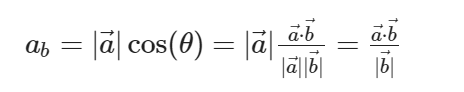 $a_b = |\vec{a}| \cos(\theta) = |\vec{a}| \frac{\vec{a} \cdot \vec{b}}{|\vec{a}||\vec{b}|} = \frac{\vec{a} \cdot \vec{b}}{|\vec{b}|}$